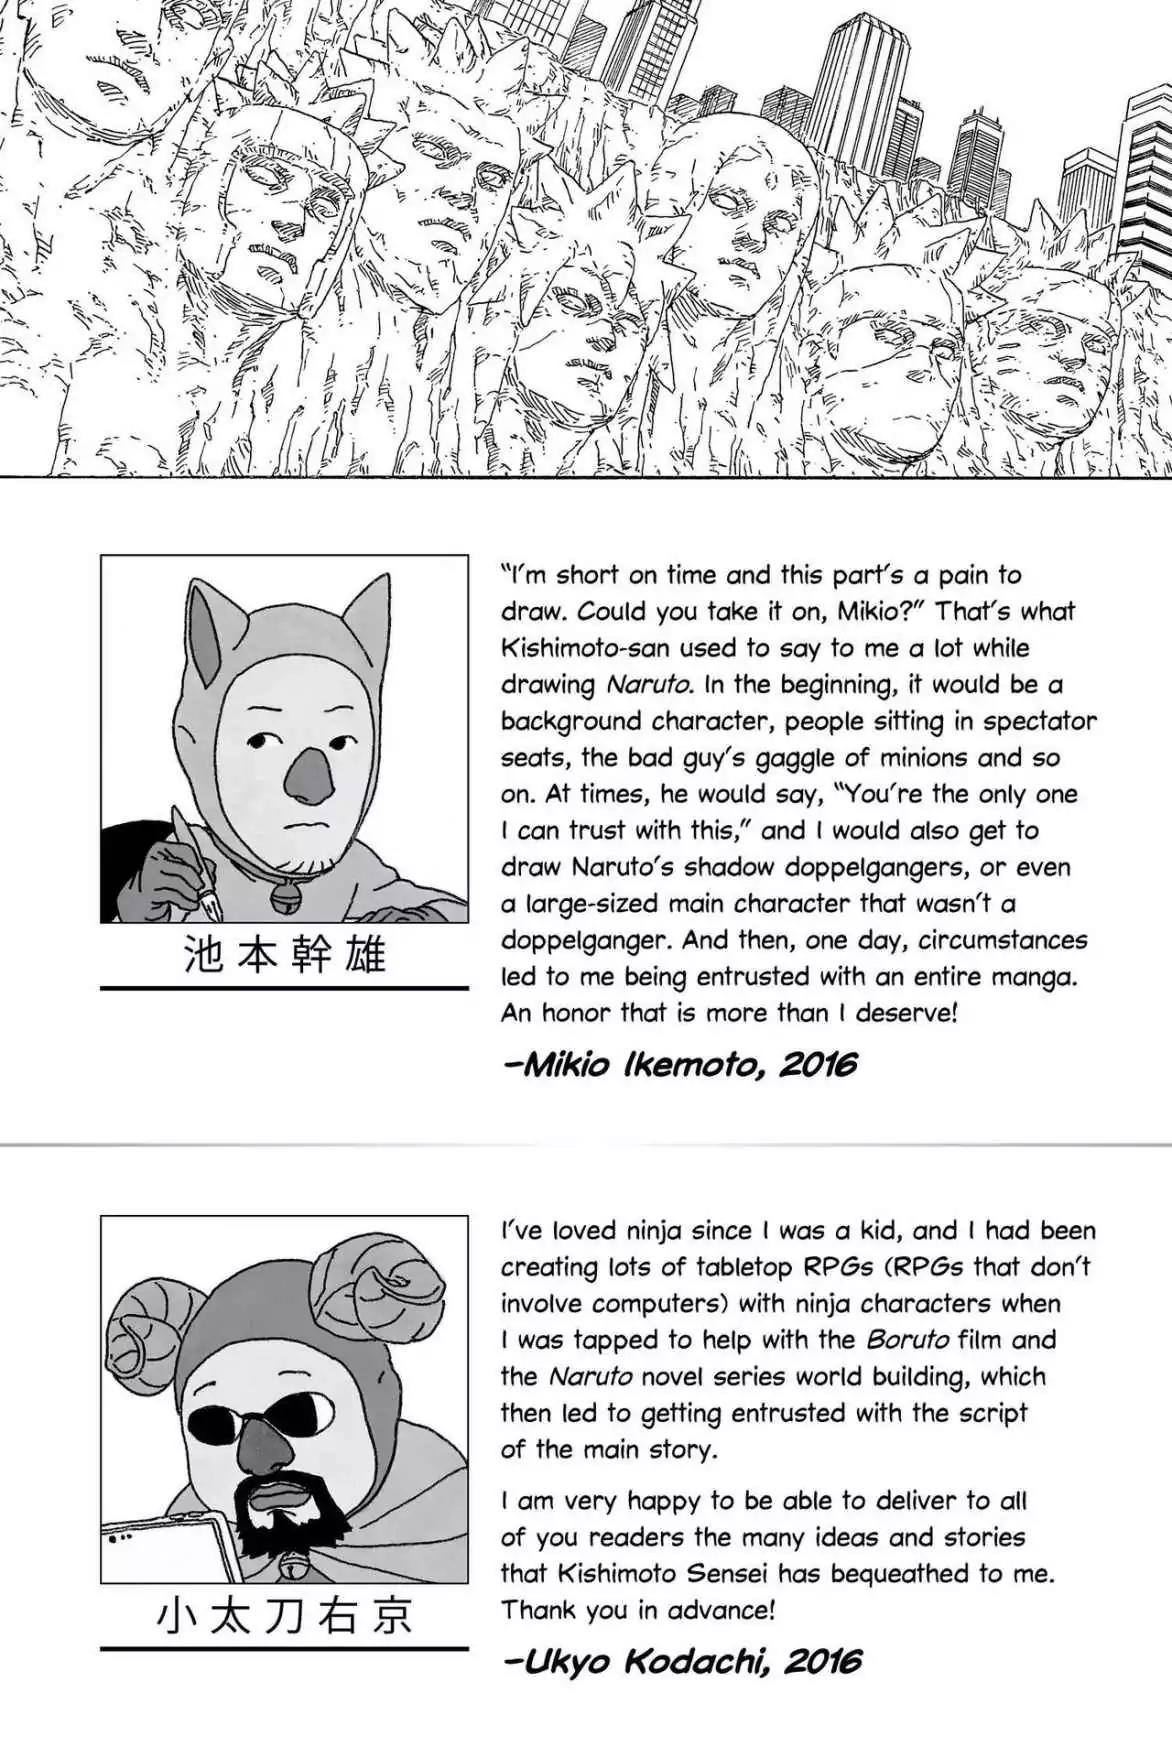 “I’m short on time and this part’s a pain to
draw. Could you take it on, Mikio?” That’s what
Kishimoto-san used to say to me a lot while
drawing Naruto. In the beginning, it would be a
background character, people sitting in spectator
seats, the bad guy’s gaggle of minions and so
on. At times, he would say, “You’re the only one
I can trust with this,” and I would also get to
draw Naruto’s shadow doppelgangers, or even
a large-sized main character that wasn’t a
doppelganger. And then, one day, circumstances
led to me being entrusted with an entire manga.
An honor that is more than I deserve!
–Mikio Ikemoto, 2016
池本幹雄
I’ve loved ninja since I was a kid, and I had been
creating lots of tabletop RPGs (RPGs that don’t
involve computers) with ninja characters when
I was tapped to help with the Boruto film and
the Naruto novel series world building, which
then led to getting entrusted with the script
of the main story.
I am very happy to be able to deliver to all
of you readers the many ideas and stories
that Kishimoto Sensei has bequeathed to me.
Thank you in advance!
–Ukyo Kodachi, 2016
小太刀右京